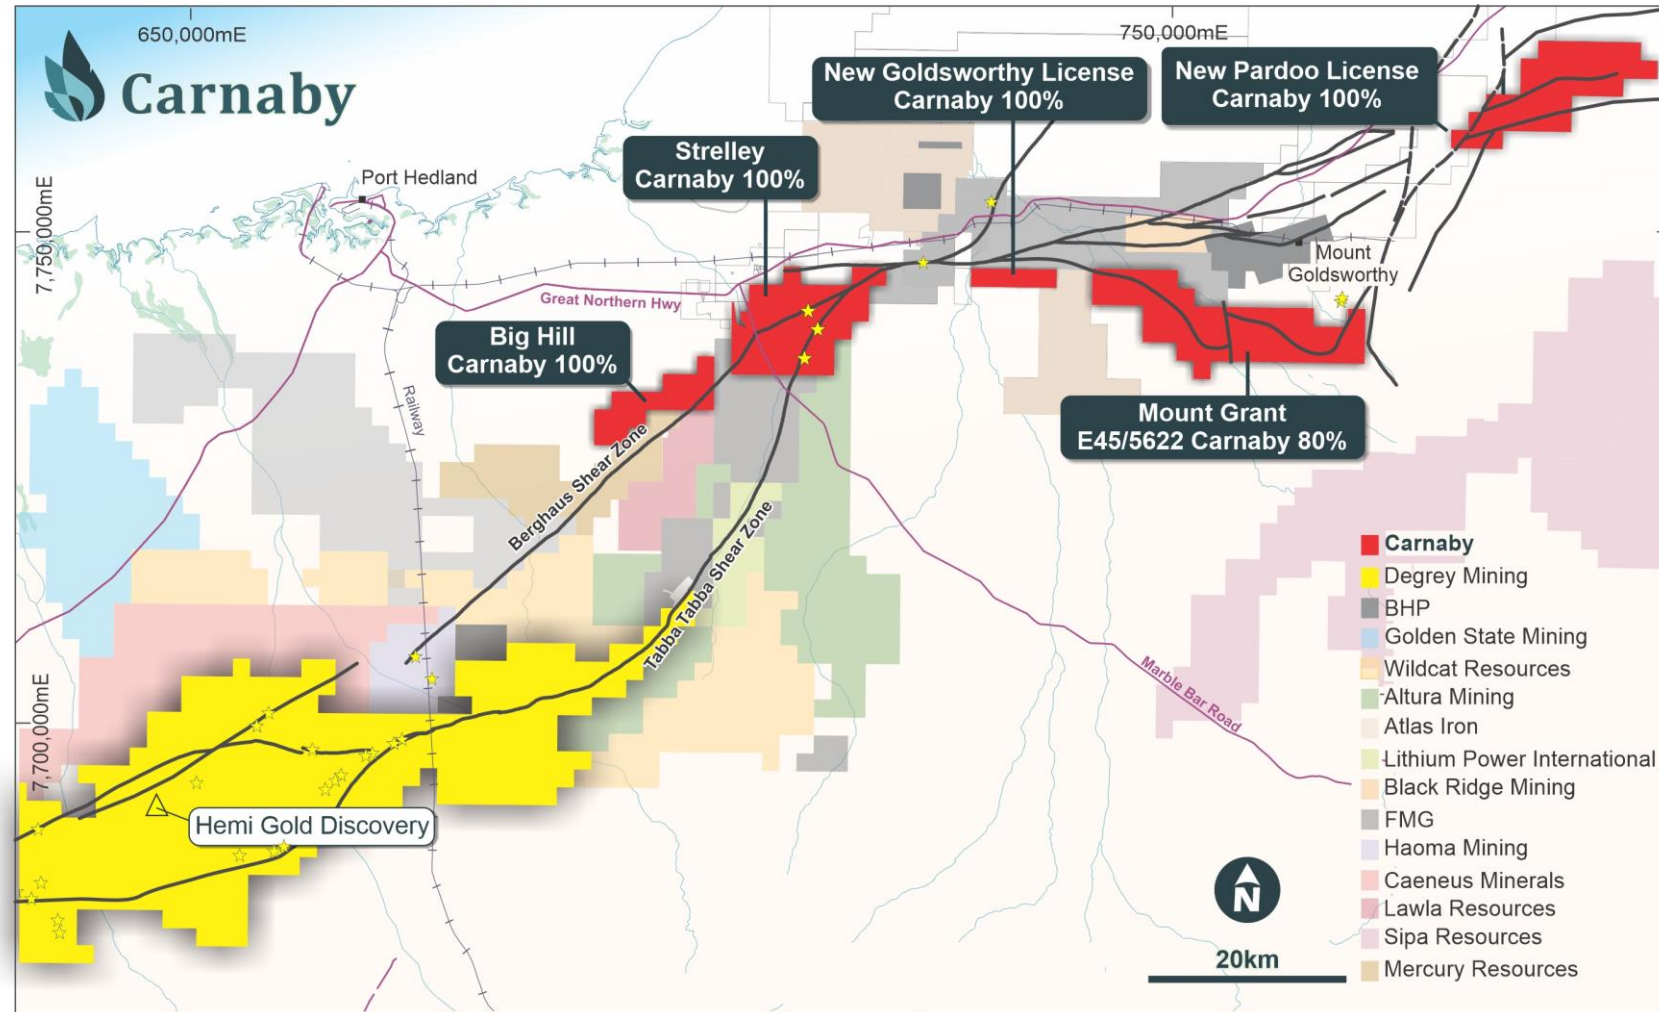 650,000mE
750,000mE
Carnaby
New Goldsworthy License
Carnaby 100%
New Pardoo License
Carnaby 100%
Strelley
Carnaby 100%
Port Hedland
7,750,000mE
Mount
Goldsworthy
Great Northern Hwy
Big Hill
Carnaby 100%
Railway
Mount Grant
E45/5622 Carnaby 80%
Berghaus Shear Zone
Tabba Tabba Shear Zone
Marble Bar Road
7,700,000mE
Hemi Gold Discovery
Carnaby
Degrey Mining
BHP
Golden State Mining
Wildcat Resources
Altura Mining
Atlas Iron
Lithium Power International
Black Ridge Mining
FMG
Haoma Mining
Caeneus Minerals
Lawla Resources
Sipa Resources
Mercury Resources
N
20km